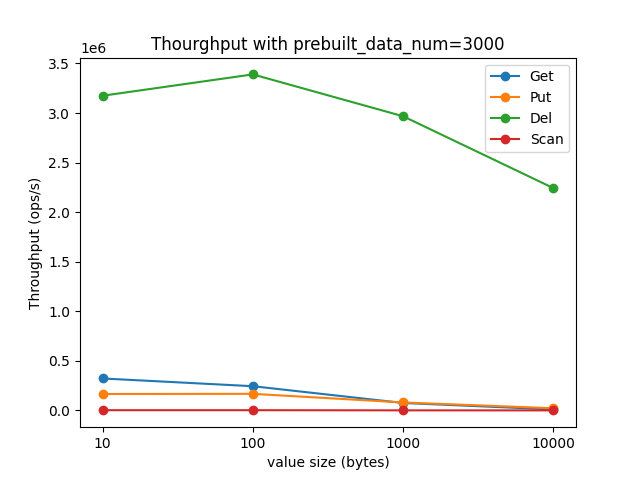 Thourghput with prebuilt_data_num=3000
1e6
3.5
3.0
2.5
2.0
1.5
1.0
0.5
0.0
Throughput (ops/s)
Get
Put
Del
Scan
10
100
1000
10000
value size (bytes)